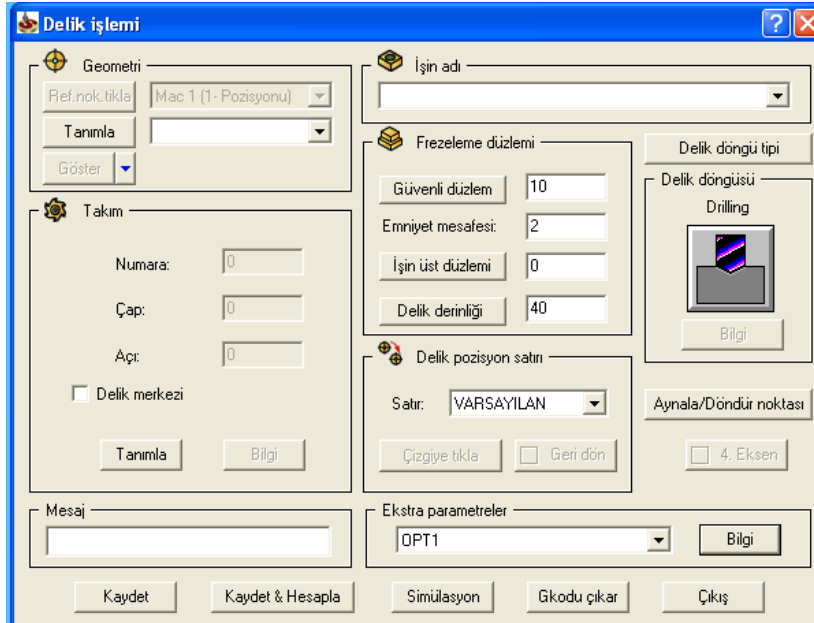 Delik işlemi
Geometri
Ref.nok.tikla
Mac 1 (1- Pozisyonu)
Tanımla
Göster
İşin adı
Takım
Numara:
0
Çap:
0
Açı:
0
Delik merkezi
Tanımla
Bilgi
Frezeleme düzlemi
Güvenli düzlem
10
Emniyet mesafesi:
2
İşin üst düzlemi
0
Delik derinliği
40
Delik döngü tipi
Delik döngüsü
Drilling
Bilgi
Delik pozisyon satırı
Satır:
VARSAYILAN
Çizgiye tıkla
Geri dön
Aynala/Döndür noktası
4. Eksen
Mesaj
Ekstra parametreler
OPT1
Bilgi
Kaydet
Kaydet & Hesapla
Simülasyon
Gkodu çıkar
Çıkış